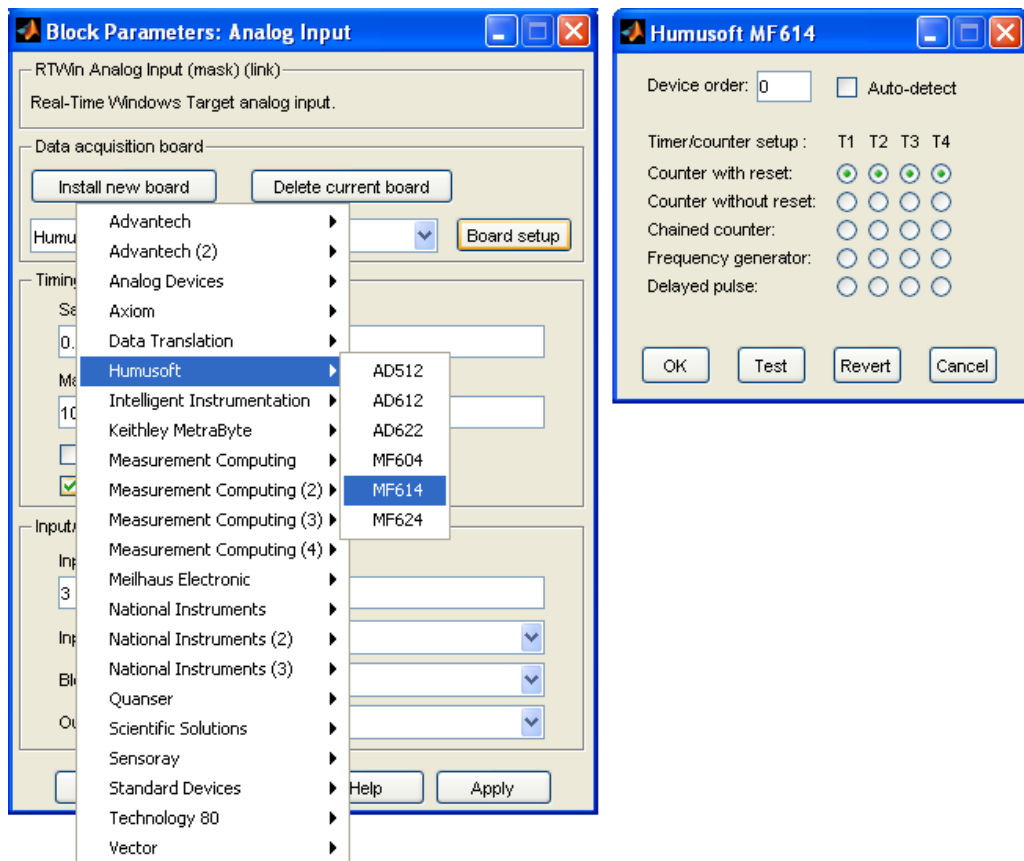 Block Parameters: Analog Input
RTWin Analog Input (mask) (link)
Real-Time Windows Target analog input.
Data acquisition board
Install new board
Delete current board
Board setup
Advantech
Advantech (2)
Analog Devices
Axiom
Data Translation
Humusoft
Intelligent Instrumentation
Keithley MetraByte
Measurement Computing
Measurement Computing (2)
Measurement Computing (3)
Measurement Computing (4)
Meilhaus Electronic
National Instruments
National Instruments (2)
National Instruments (3)
Quanser
Scientific Solutions
Sensoray
Standard Devices
Technology 80
Vector
AD512
AD612
AD622
MF604
MF614
MF624
3
Help
Apply
Humusoft MF614
Device order: 0 Auto-detect
Timer/counter setup : T1 T2 T3 T4
Counter with reset:
Counter without reset:
Chained counter:
Frequency generator:
Delayed pulse:
OK Test Revert Cancel